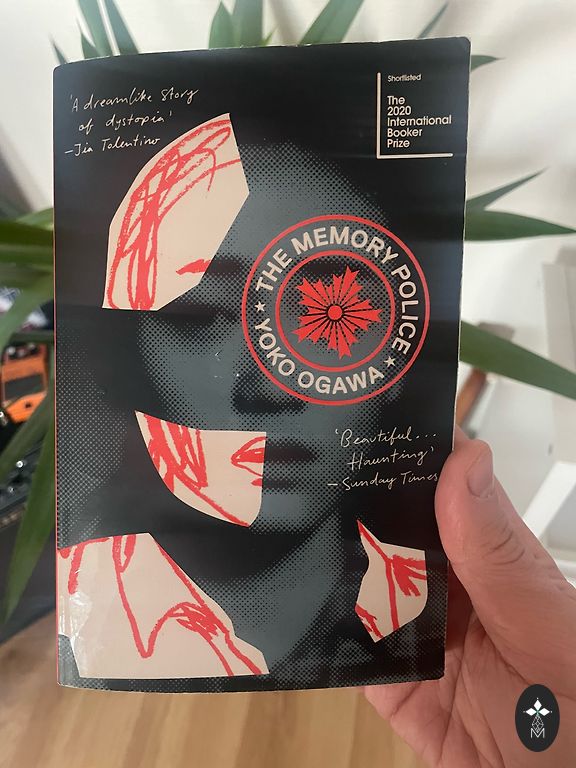 'A dreamlike story
of dystopia'
—Jia Tolentino
Shortlisted
The
2020
International
Booker
Prize
THE MEMORY POLICE
YOKO OGAWA
'Beautiful...
Haunting'
—Sunday Times
M